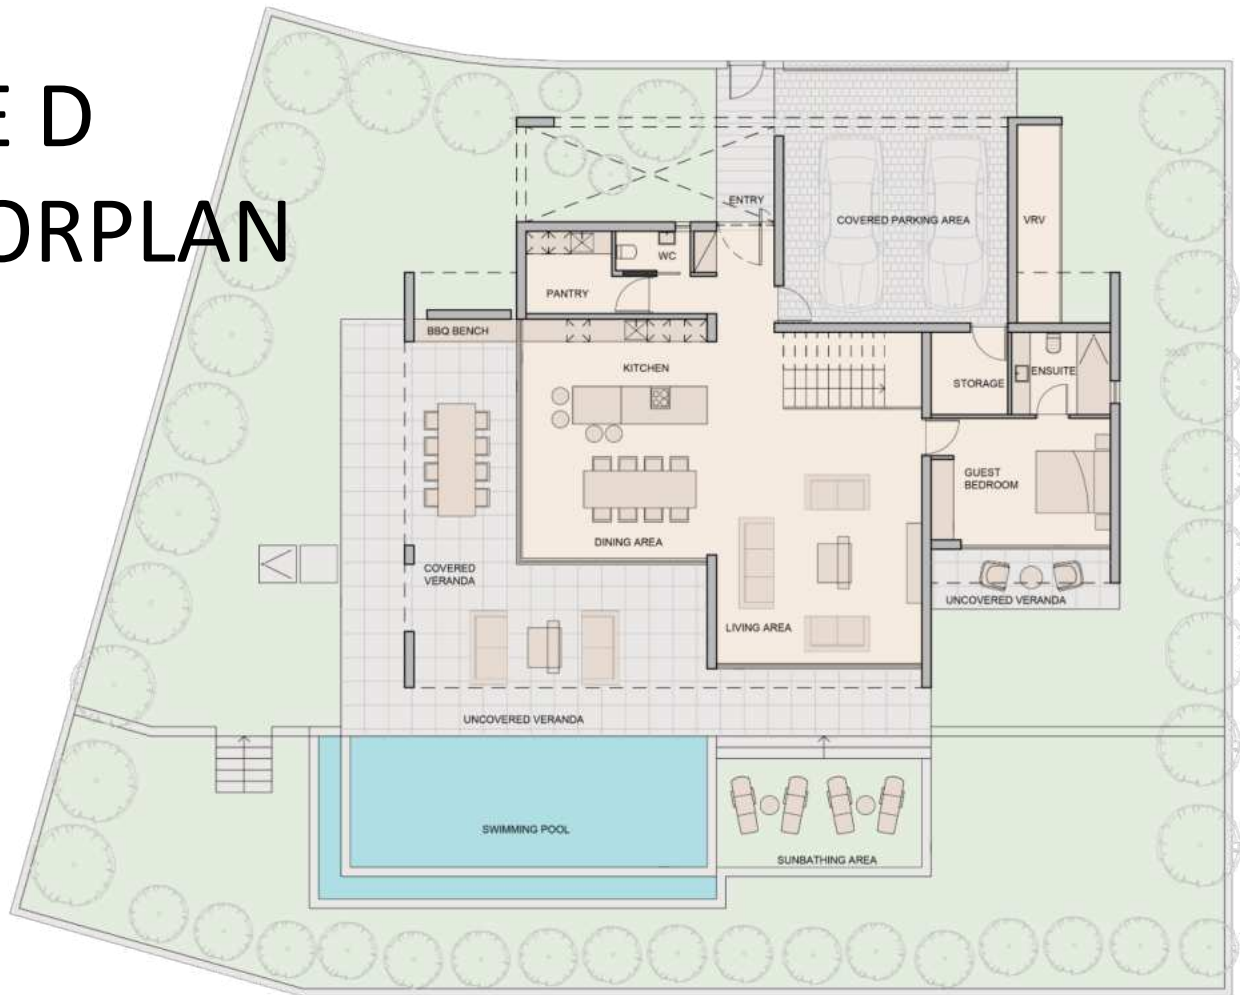 E D
ORPLAN
ENTRY
COVERED PARKING AREA
VRV
WC
PANTRY
BBQ BENCH
KITCHEN
STORAGE
ENSUITE
GUEST
BEDROOM
DINING AREA
COVERED
VERANDA
UNCOVERED VERANDA
LIVING AREA
UNCOVERED VERANDA
SWIMMING POOL
SUNBATHING AREA